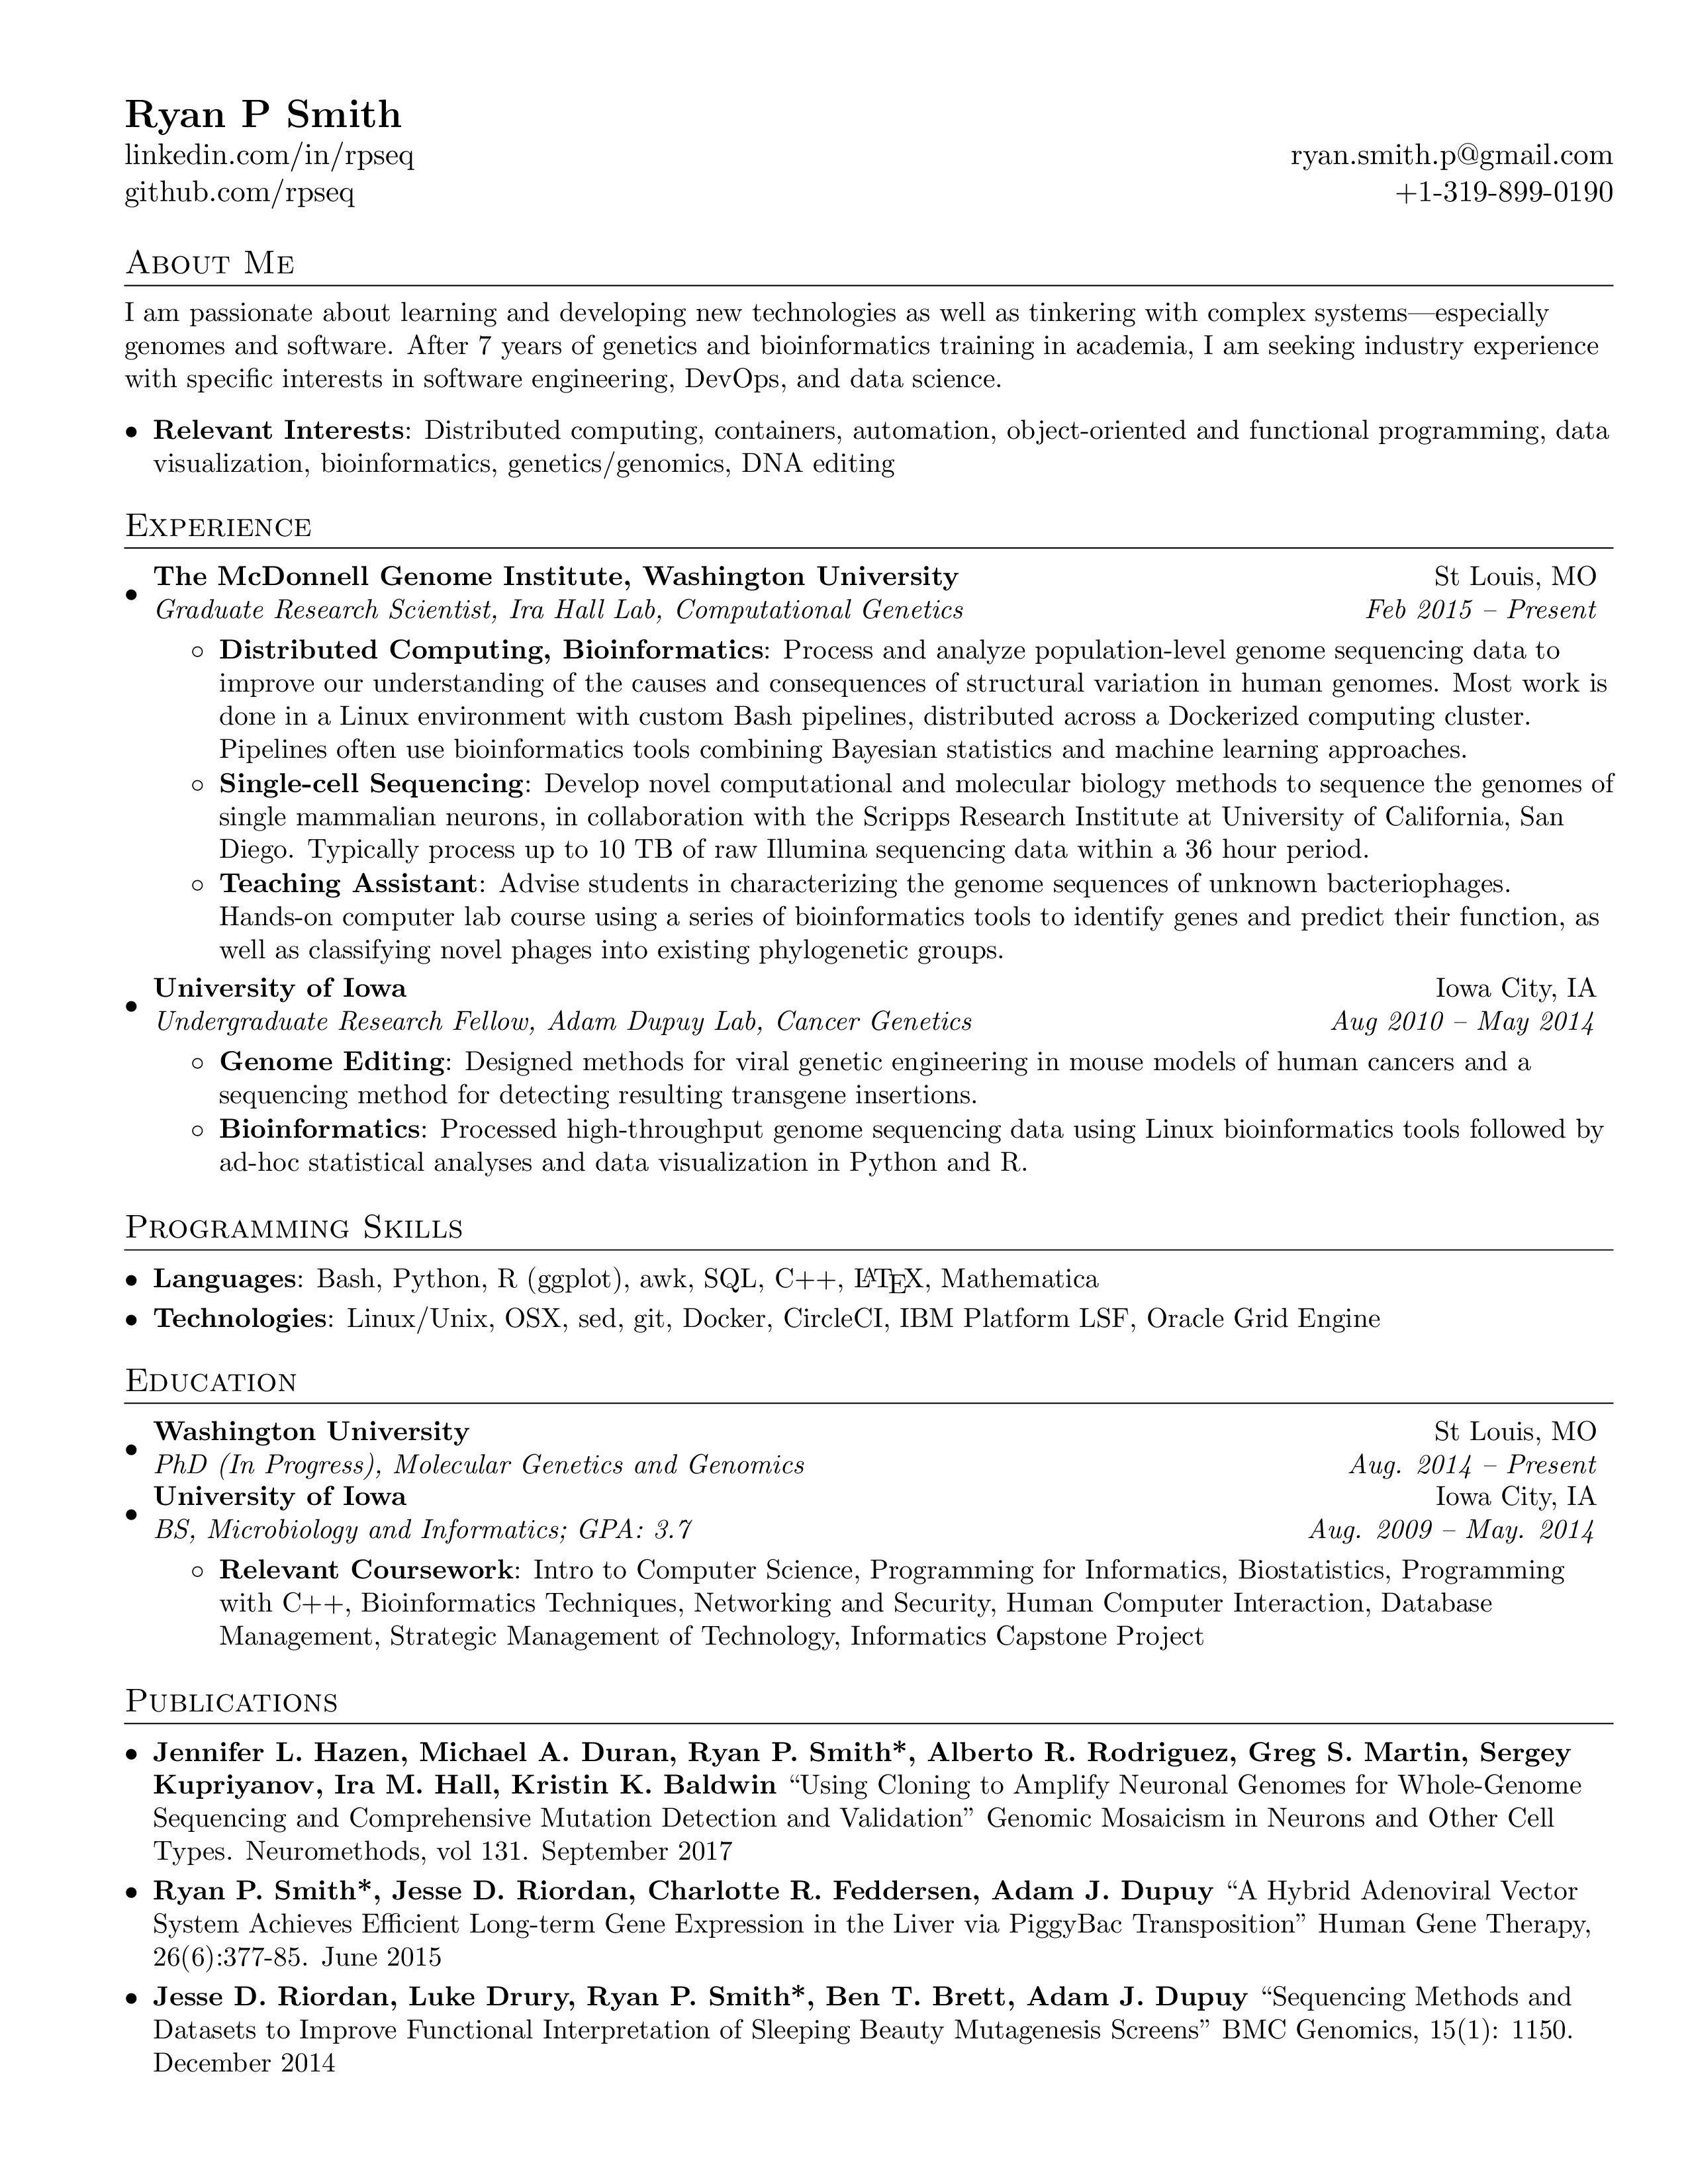 Ryan P Smith
linkedin.com/in/rpseq ryan.smith.p@gmail.com
github.com/rpseq +1-319-899-0190
About Me
I am passionate about learning and developing new technologies as well as tinkering with complex systems—especially
genomes and software. After 7 years of genetics and bioinformatics training in academia, I am seeking industry experience
with specific interests in software engineering, DevOps, and data science.
• Relevant Interests: Distributed computing, containers, automation, object-oriented and functional programming, data
visualization, bioinformatics, genetics/genomics, DNA editing
Experience
• The McDonnell Genome Institute, Washington University St Louis, MO
Graduate Research Scientist, Ira Hall Lab, Computational Genetics Feb 2015 – Present
◦ Distributed Computing, Bioinformatics: Process and analyze population-level genome sequencing data to
improve our understanding of the causes and consequences of structural variation in human genomes. Most work is
done in a Linux environment with custom Bash pipelines, distributed across a Dockerized computing cluster.
Pipelines often use bioinformatics tools combining Bayesian statistics and machine learning approaches.
◦ Single-cell Sequencing: Develop novel computational and molecular biology methods to sequence the genomes of
single mammalian neurons, in collaboration with the Scripps Research Institute at University of California, San
Diego. Typically process up to 10 TB of raw Illumina sequencing data within a 36 hour period.
◦ Teaching Assistant: Advise students in characterizing the genome sequences of unknown bacteriophages.
Hands-on computer lab course using a series of bioinformatics tools to identify genes and predict their function, as
well as classifying novel phages into existing phylogenetic groups.
• University of Iowa Iowa City, IA
Undergraduate Research Fellow, Adam Dupuy Lab, Cancer Genetics Aug 2010 – May 2014
◦ Genome Editing: Designed methods for viral genetic engineering in mouse models of human cancers and a
sequencing method for detecting resulting transgene insertions.
◦ Bioinformatics: Processed high-throughput genome sequencing data using Linux bioinformatics tools followed by
ad-hoc statistical analyses and data visualization in Python and R.
Programming Skills
• Languages: Bash, Python, R (ggplot), awk, SQL, C++, LATEX, Mathematica
• Technologies: Linux/Unix, OSX, sed, git, Docker, CircleCI, IBM Platform LSF, Oracle Grid Engine
Education
• Washington University St Louis, MO
PhD (In Progress), Molecular Genetics and Genomics Aug. 2014 – Present
• University of Iowa Iowa City, IA
BS, Microbiology and Informatics; GPA: 3.7 Aug. 2009 – May. 2014
◦ Relevant Coursework: Intro to Computer Science, Programming for Informatics, Biostatistics, Programming
with C++, Bioinformatics Techniques, Networking and Security, Human Computer Interaction, Database
Management, Strategic Management of Technology, Informatics Capstone Project
Publications
• Jennifer L. Hazen, Michael A. Duran, Ryan P. Smith*, Alberto R. Rodriguez, Greg S. Martin, Sergey
Kupriyanov, Ira M. Hall, Kristin K. Baldwin “Using Cloning to Amplify Neuronal Genomes for Whole-Genome
Sequencing and Comprehensive Mutation Detection and Validation” Genomic Mosaicism in Neurons and Other Cell
Types. Neuromethods, vol 131. September 2017
• Ryan P. Smith*, Jesse D. Riordan, Charlotte R. Feddersen, Adam J. Dupuy “A Hybrid Adenoviral Vector
System Achieves Efficient Long-term Gene Expression in the Liver via PiggyBac Transposition” Human Gene Therapy,
26(6):377-85. June 2015
• Jesse D. Riordan, Luke Drury, Ryan P. Smith*, Ben T. Brett, Adam J. Dupuy “Sequencing Methods and
Datasets to Improve Functional Interpretation of Sleeping Beauty Mutagenesis Screens” BMC Genomics, 15(1): 1150.
December 2014